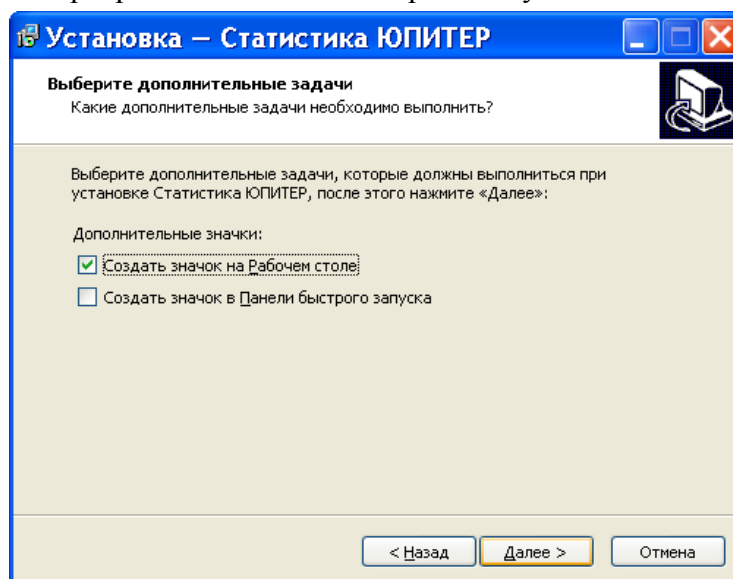 Установка — Статистика ЮПИТЕР
Выберите дополнительные задачи
Какие дополнительные задачи необходимо выполнить?
Выберите дополнительные задачи, которые должны выполниться при
установке Статистика ЮПИТЕР, после этого нажмите «Далее»:
Дополнительные значки:
Создать значок на Рабочем столе
Создать значок в Панели быстрого запуска
< Назад Далее > Отмена